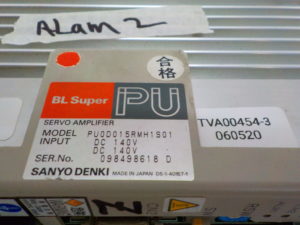 ALam 2
合格
BL Super PU
SERVO AMPLIFIER
MODEL PU0D015RMH1S01
INPUT DC 140V
DC 140V
SER.No. 098498618 D
SANYO DENKI MADE IN JAPAN
TVA00454-3
060520